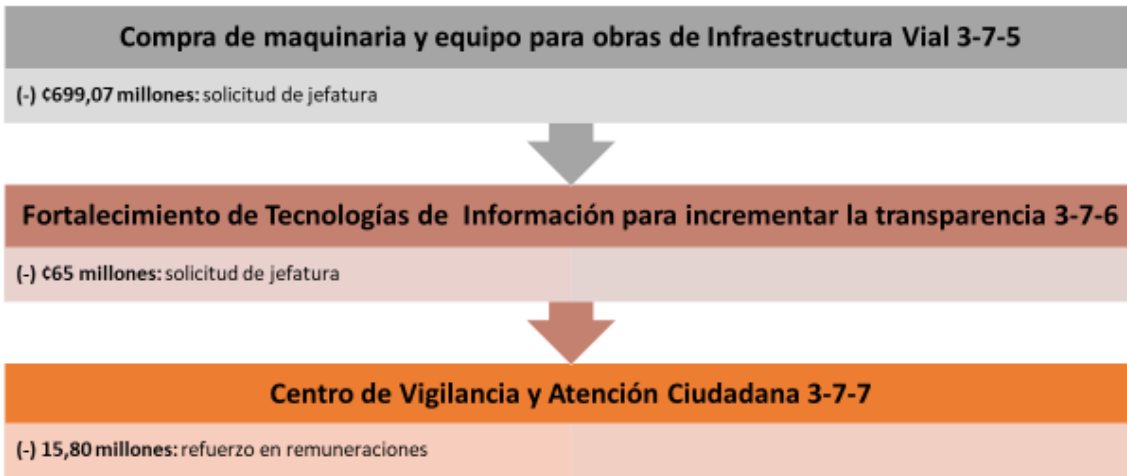 Compra de maquinaria y equipo para obras de Infraestructura Vial 3-7-5
(-) ¢699,07 millones: solicitud de jefatura
Fortalecimiento de Tecnologías de Información para incrementar la transparencia 3-7-6
(-) ¢65 millones: solicitud de jefatura
Centro de Vigilancia y Atención Ciudadana 3-7-7
(-) 15,80 millones: refuerzo en remuneraciones